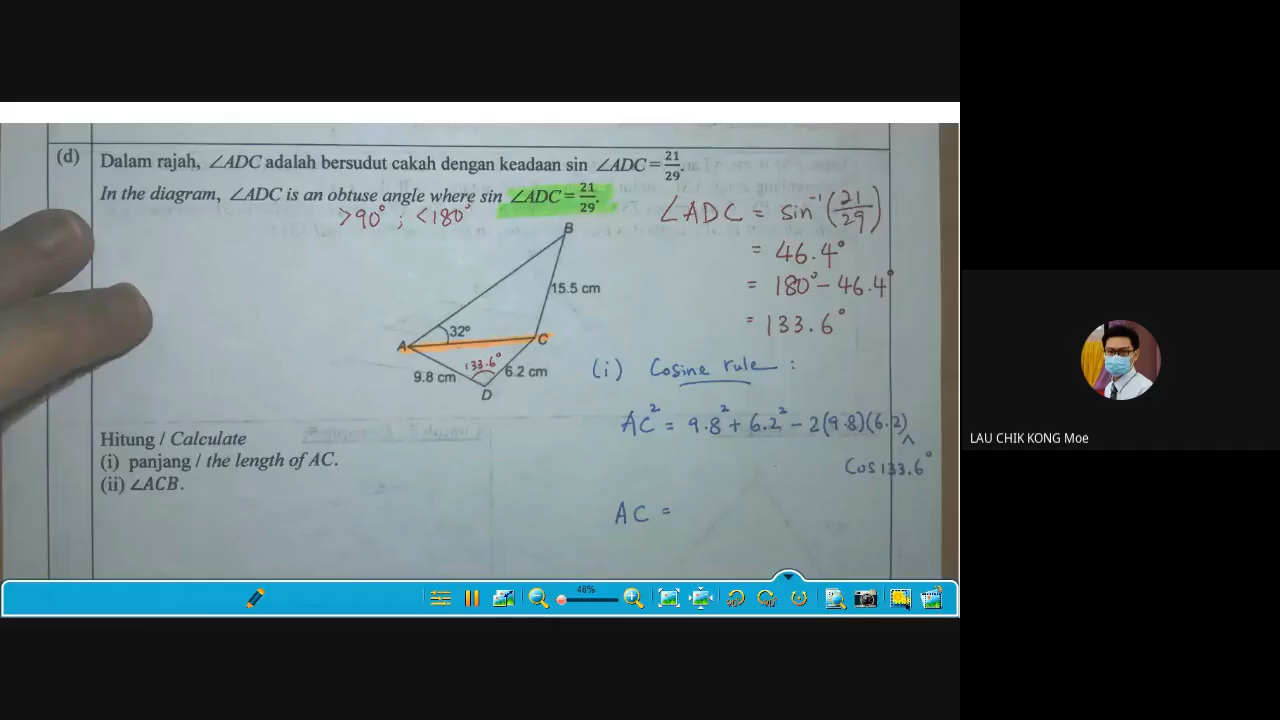 (d) Dalam rajah, ∠ADC adalah bersudut cakah dengan keadaan sin ∠ADC = 21/29.
In the diagram, ∠ADC is an obtuse angle where sin ∠ADC = 21/29.
>90° ; <180°
∠ADC = sin⁻¹(21/29)
= 46.4°
= 180° - 46.4°
= 133.6°
B
15.5 cm
32°
A
C
133.6°
9.8 cm
6.2 cm
D
(i) Cosine rule :
AC² = 9.8² + 6.2² - 2(9.8)(6.2)
^
Cos 133.6°
AC =
Hitung / Calculate
(i) panjang / the length of AC.
(ii) ∠ACB.
48%
LAU CHIK KONG Moe